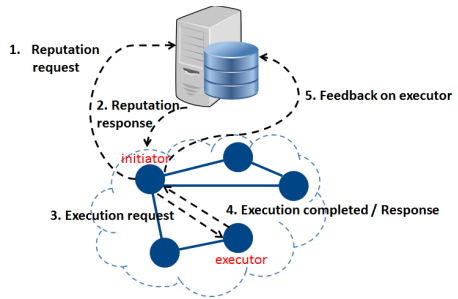 1. Reputation
request
2. Reputation
response
5. Feedback on executor
initiator
3. Execution request
4. Execution completed / Response
executor